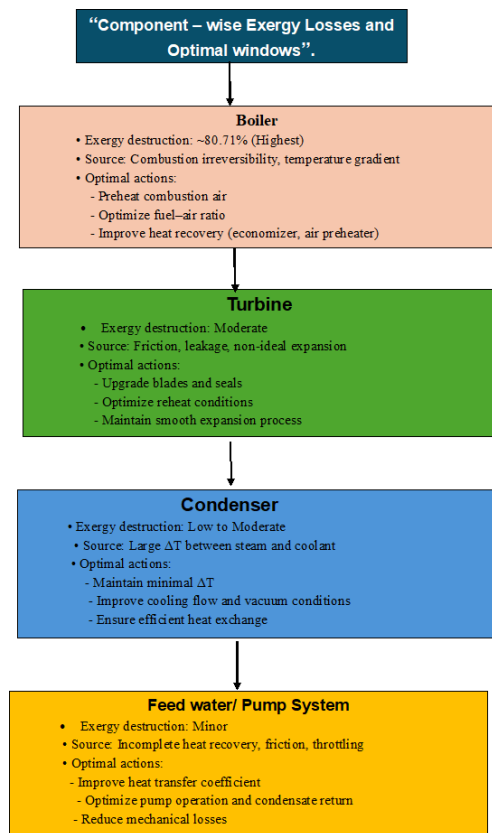 “Component – wise Exergy Losses and
Optimal windows”.
Boiler
• Exergy destruction: ~80.71% (Highest)
• Source: Combustion irreversibility, temperature gradient
• Optimal actions:
- Preheat combustion air
- Optimize fuel–air ratio
- Improve heat recovery (economizer, air preheater)
Turbine
• Exergy destruction: Moderate
• Source: Friction, leakage, non-ideal expansion
• Optimal actions:
- Upgrade blades and seals
- Optimize reheat conditions
- Maintain smooth expansion process
Condenser
• Exergy destruction: Low to Moderate
• Source: Large ΔT between steam and coolant
• Optimal actions:
- Maintain minimal ΔT
- Improve cooling flow and vacuum conditions
- Ensure efficient heat exchange
Feed water/ Pump System
• Exergy destruction: Minor
• Source: Incomplete heat recovery, friction, throttling
• Optimal actions:
- Improve heat transfer coefficient
- Optimize pump operation and condensate return
- Reduce mechanical losses